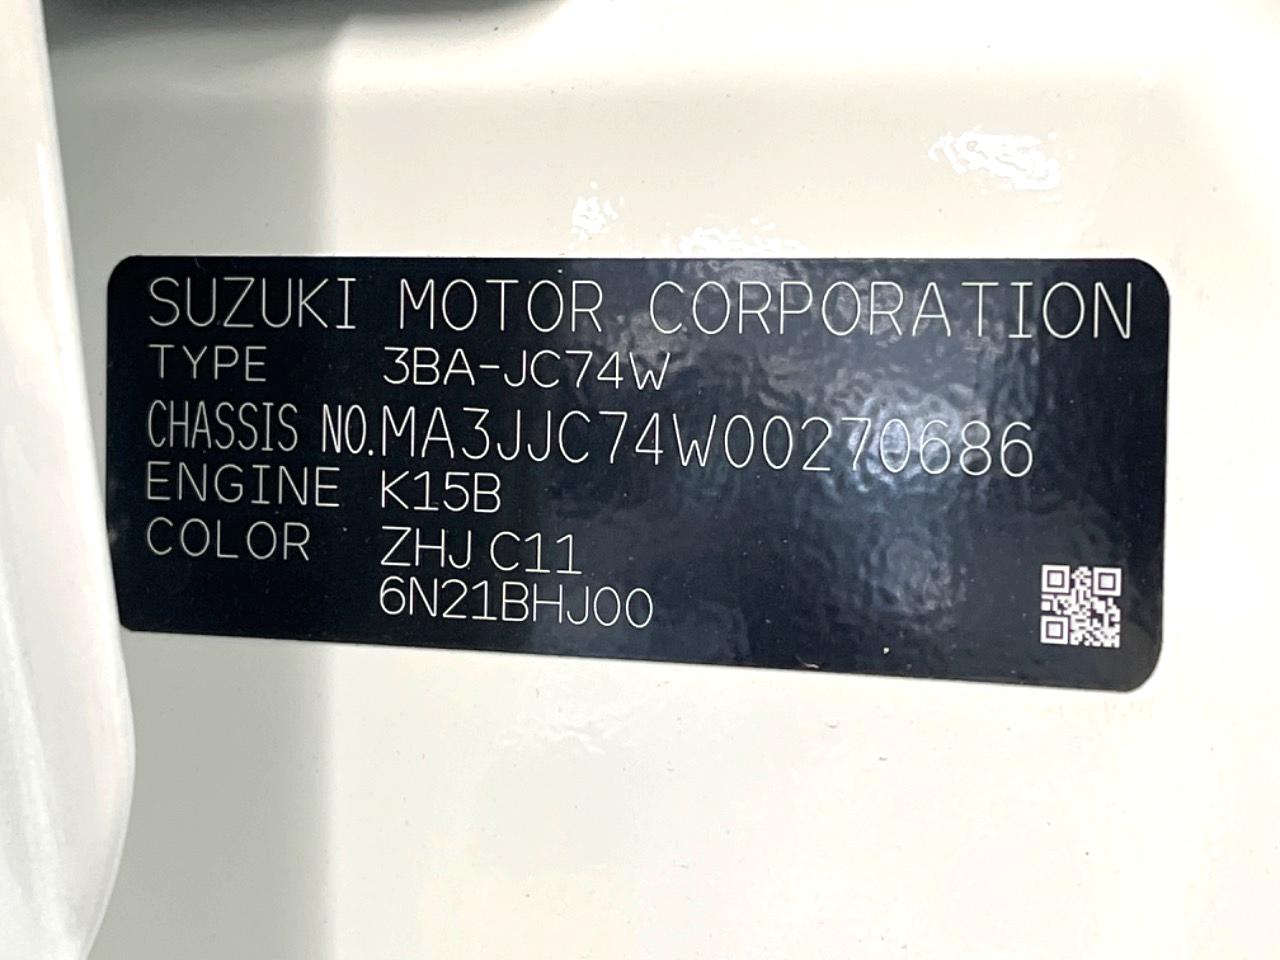 SUZUKI MOTOR CORPORATION
TYPE 3BA-JC74W
CHASSIS NO. MA3JJC74W00270686
ENGINE K15B
COLOR ZHJ C11
6N21BHJ00